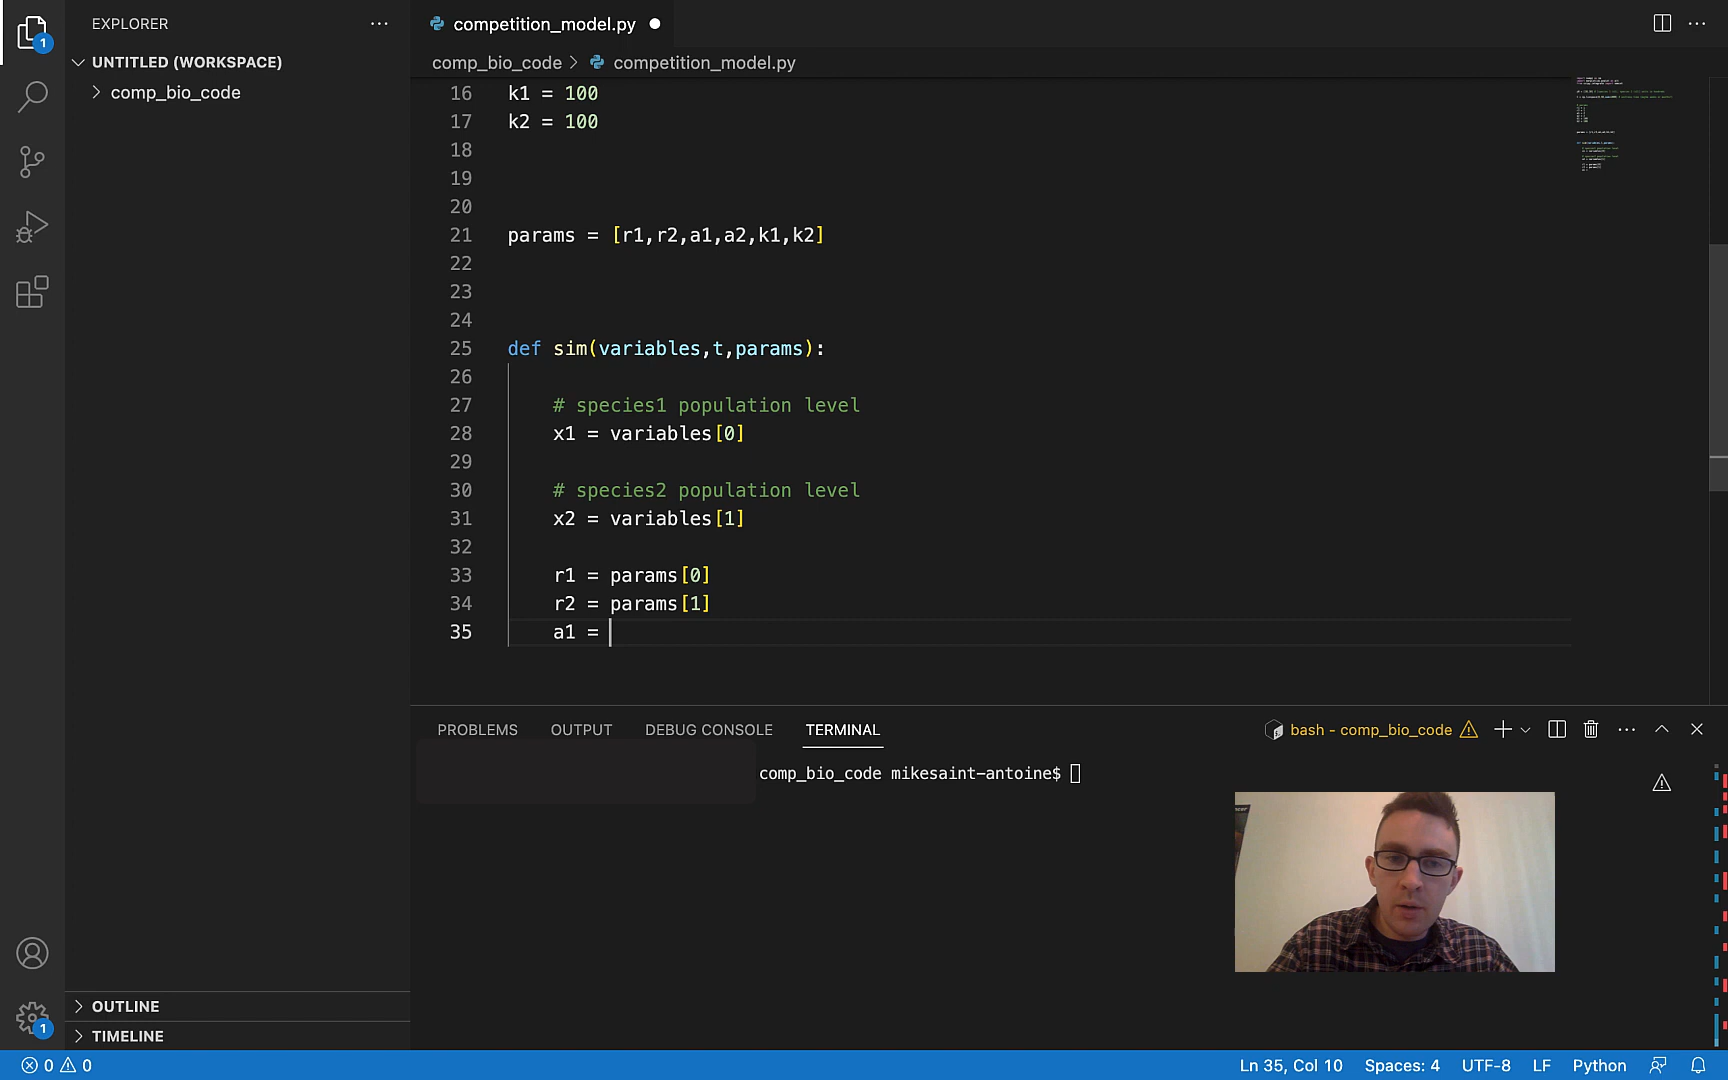 EXPLORER
UNTITLED (WORKSPACE)
comp_bio_code
OUTLINE
TIMELINE
competition_model.py
comp_bio_code > competition_model.py
16 k1 = 100
17 k2 = 100
18
19
20
21 params = [r1,r2,a1,a2,k1,k2]
22
23
24
25 def sim(variables,t,params):
26
27 # species1 population level
28 x1 = variables[0]
29
30 # species2 population level
31 x2 = variables[1]
32
33 r1 = params[0]
34 r2 = params[1]
35 a1 =
PROBLEMS OUTPUT DEBUG CONSOLE TERMINAL bash - comp_bio_code
comp_bio_code mikesaint-antoine$
1
1
0 0 Ln 35, Col 10 Spaces: 4 UTF-8 LF Python